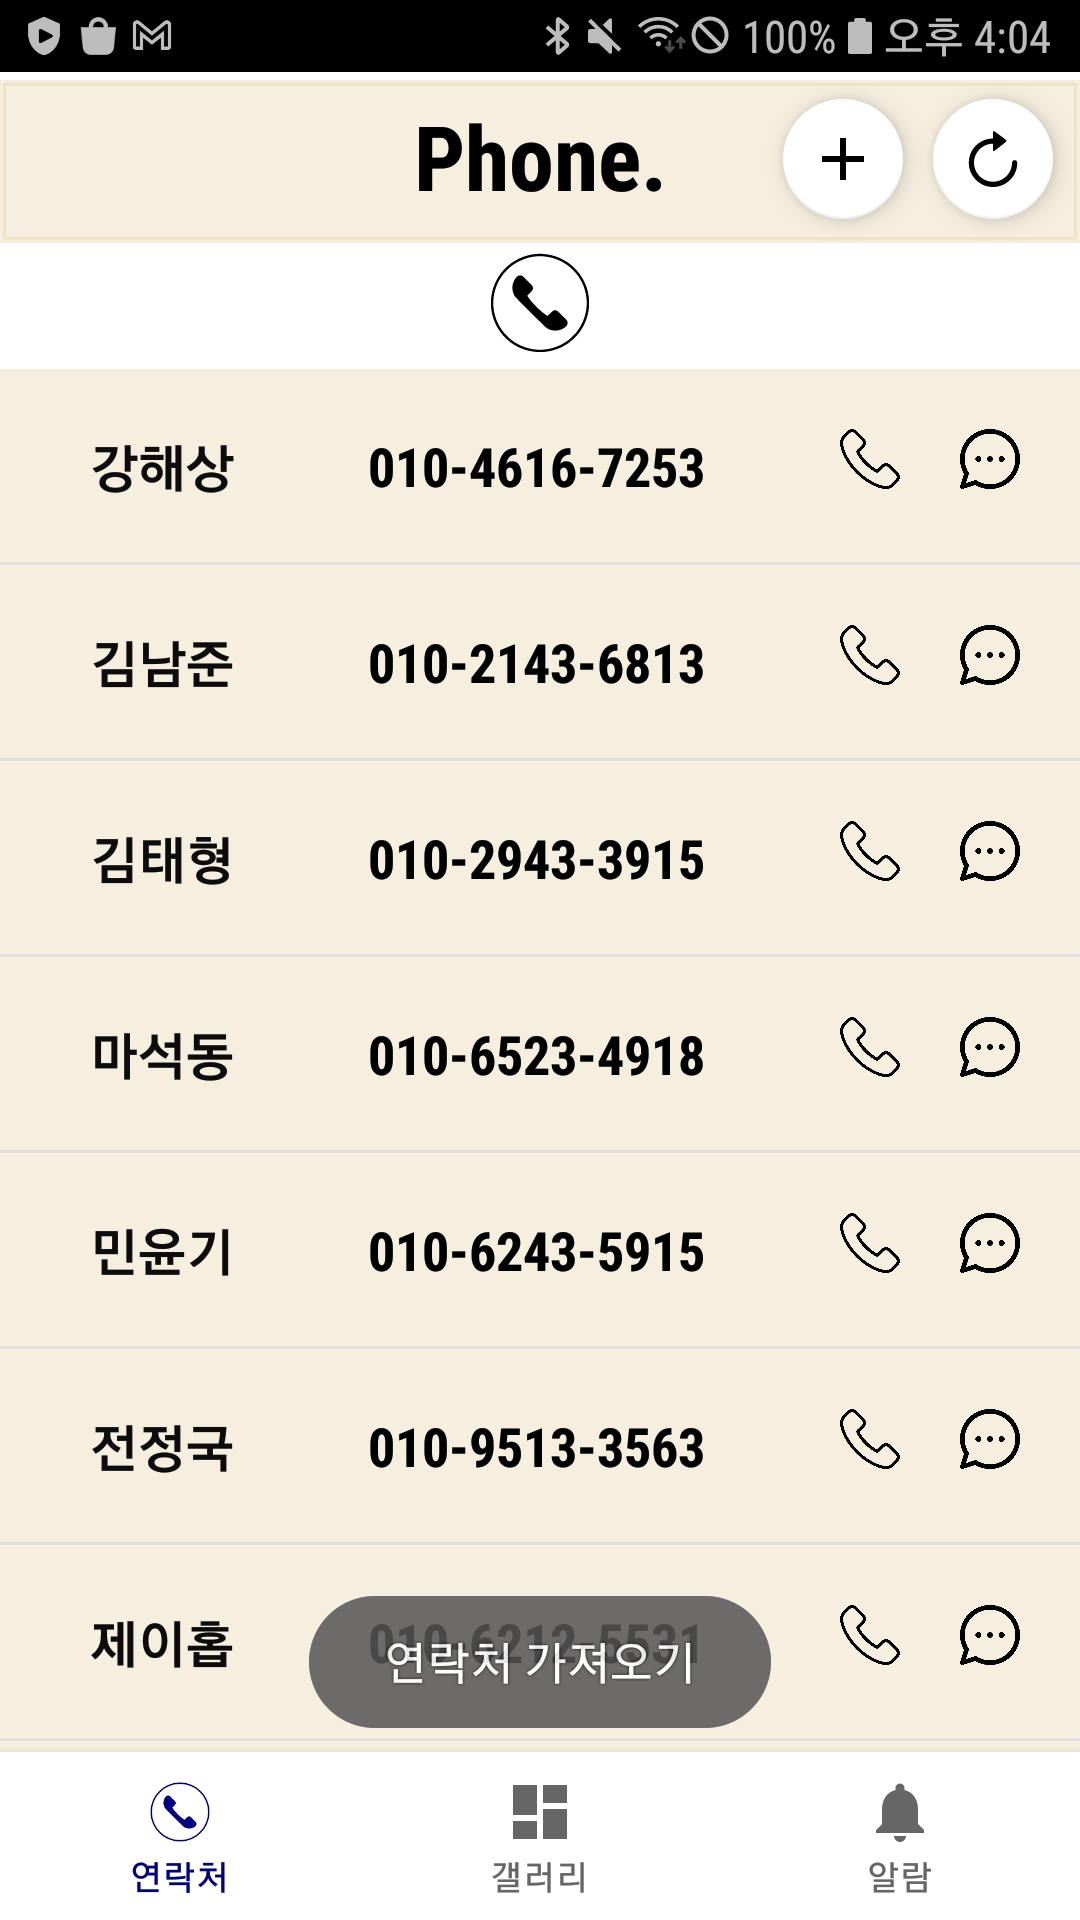 100% 오후 4:04
Phone.
강해상 010-4616-7253
김남준 010-2143-6813
김태형 010-2943-3915
마석동 010-6523-4918
민윤기 010-6243-5915
전정국 010-9513-3563
제이홉 010-6212-5531
연락처 가져오기
연락처 갤러리 알람